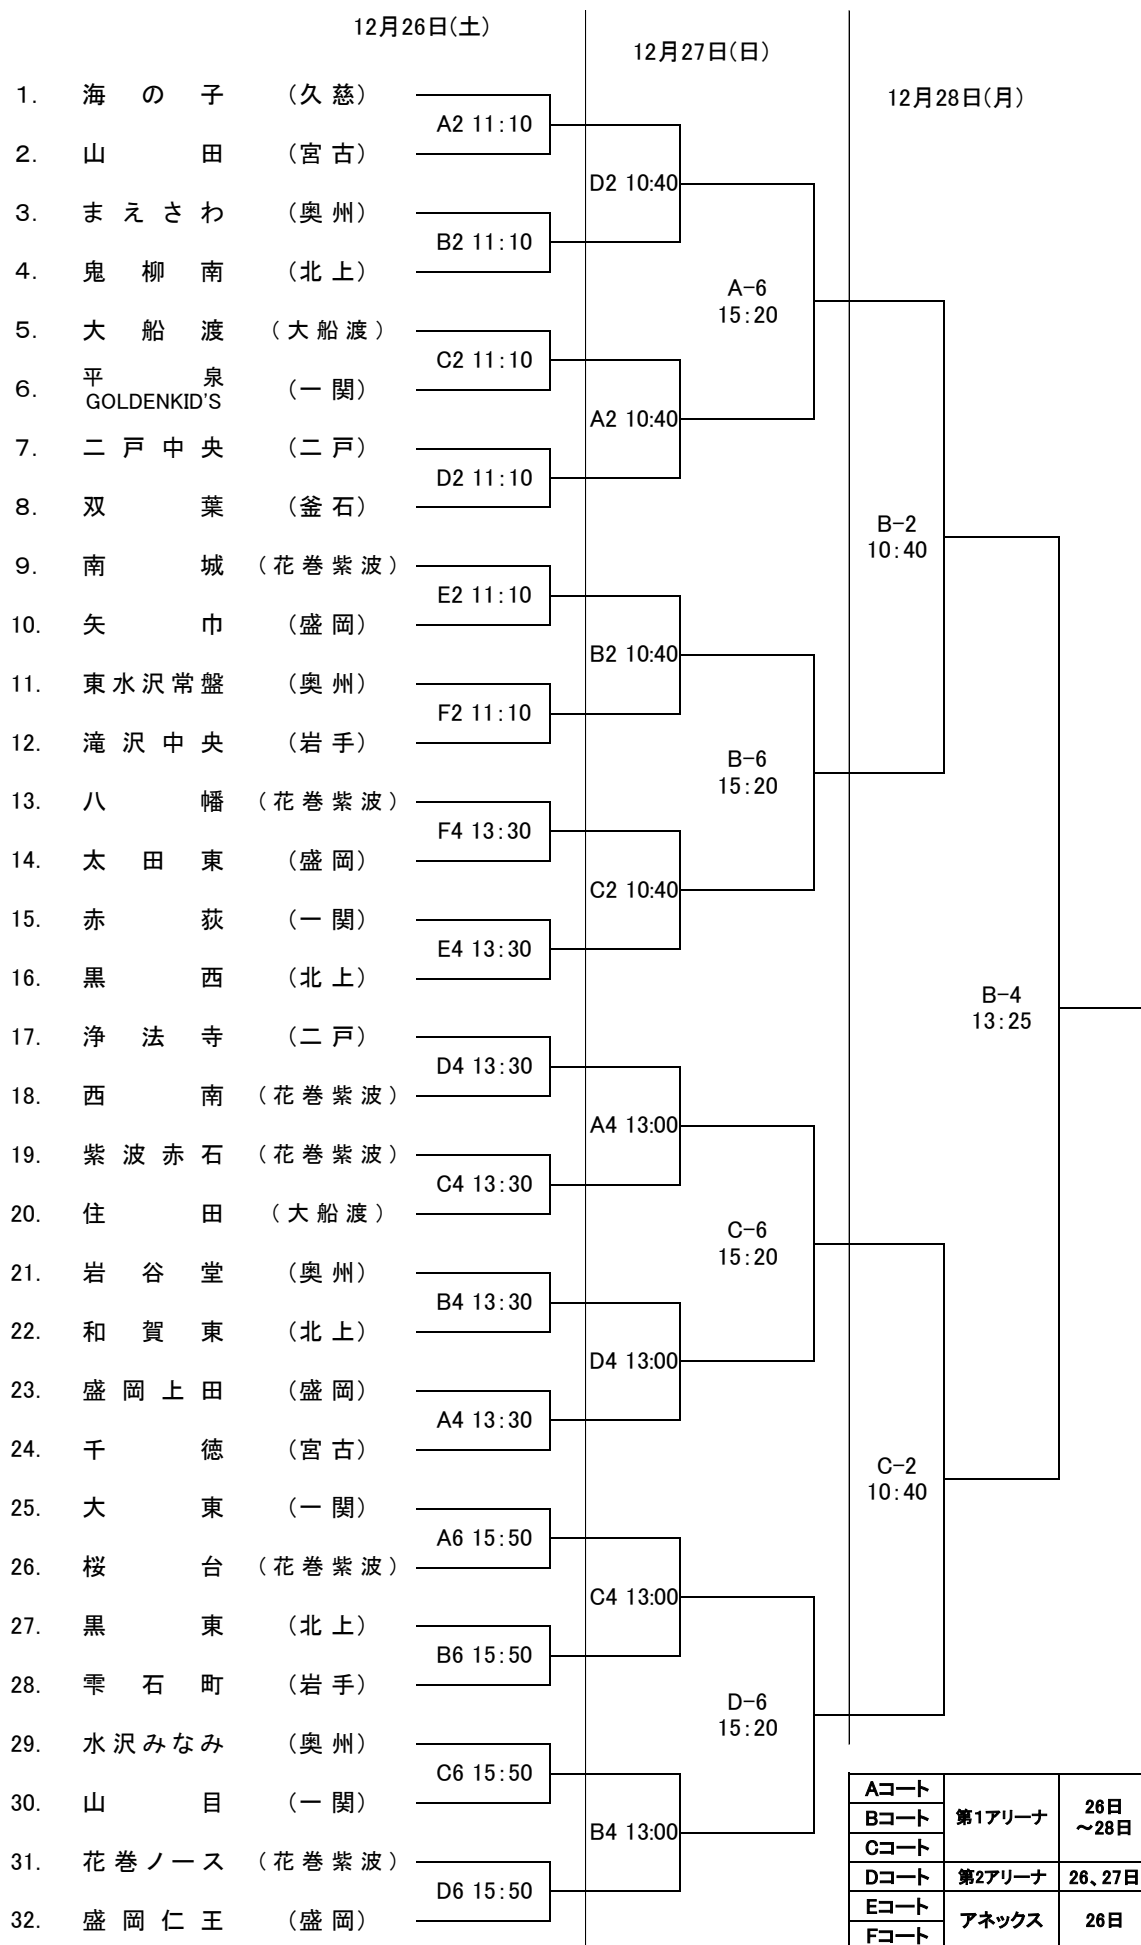 12月26日(土)
12月27日(日)
12月28日(月)
1. 海の子 (久慈)
A2 11:10
2. 山田 (宮古)
D2 10:40
3. まえさわ (奥州)
B2 11:10
4. 鬼柳南 (北上)
A-6
15:20
5. 大船渡 (大船渡)
C2 11:10
6. 平泉
GOLDENKID'S (一関)
A2 10:40
7. 二戸中央 (二戸)
D2 11:10
8. 双葉 (釜石)
B-2
10:40
9. 南城 (花巻紫波)
E2 11:10
10. 矢巾 (盛岡)
B2 10:40
11. 東水沢常盤 (奥州)
F2 11:10
12. 滝沢中央 (岩手)
B-6
15:20
13. 八幡 (花巻紫波)
F4 13:30
14. 太田東 (盛岡)
C2 10:40
15. 赤荻 (一関)
E4 13:30
16. 黒西 (北上)
B-4
13:25
17. 浄法寺 (二戸)
D4 13:30
18. 西南 (花巻紫波)
A4 13:00
19. 紫波赤石 (花巻紫波)
C4 13:30
20. 住田 (大船渡)
C-6
15:20
21. 岩谷堂 (奥州)
B4 13:30
22. 和賀東 (北上)
D4 13:00
23. 盛岡上田 (盛岡)
A4 13:30
24. 千徳 (宮古)
C-2
10:40
25. 大東 (一関)
A6 15:50
26. 桜台 (花巻紫波)
C4 13:00
27. 黒東 (北上)
B6 15:50
28. 雫石町 (岩手)
D-6
15:20
29. 水沢みなみ (奥州)
C6 15:50
30. 山目 (一関)
B4 13:00
31. 花巻ノース (花巻紫波)
D6 15:50
32. 盛岡仁王 (盛岡)
Aコート
Bコート 第1アリーナ 26日
～28日
Cコート
Dコート 第2アリーナ 26、27日
Eコート
アネックス 26日
Fコート